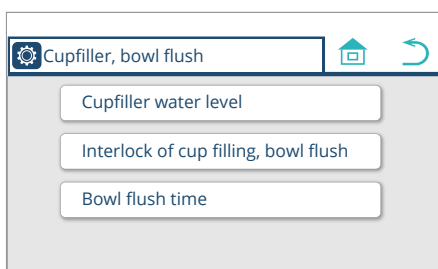 Cupfiller, bowl flush
Cupfiller water level
Interlock of cup filling, bowl flush
Bowl flush time